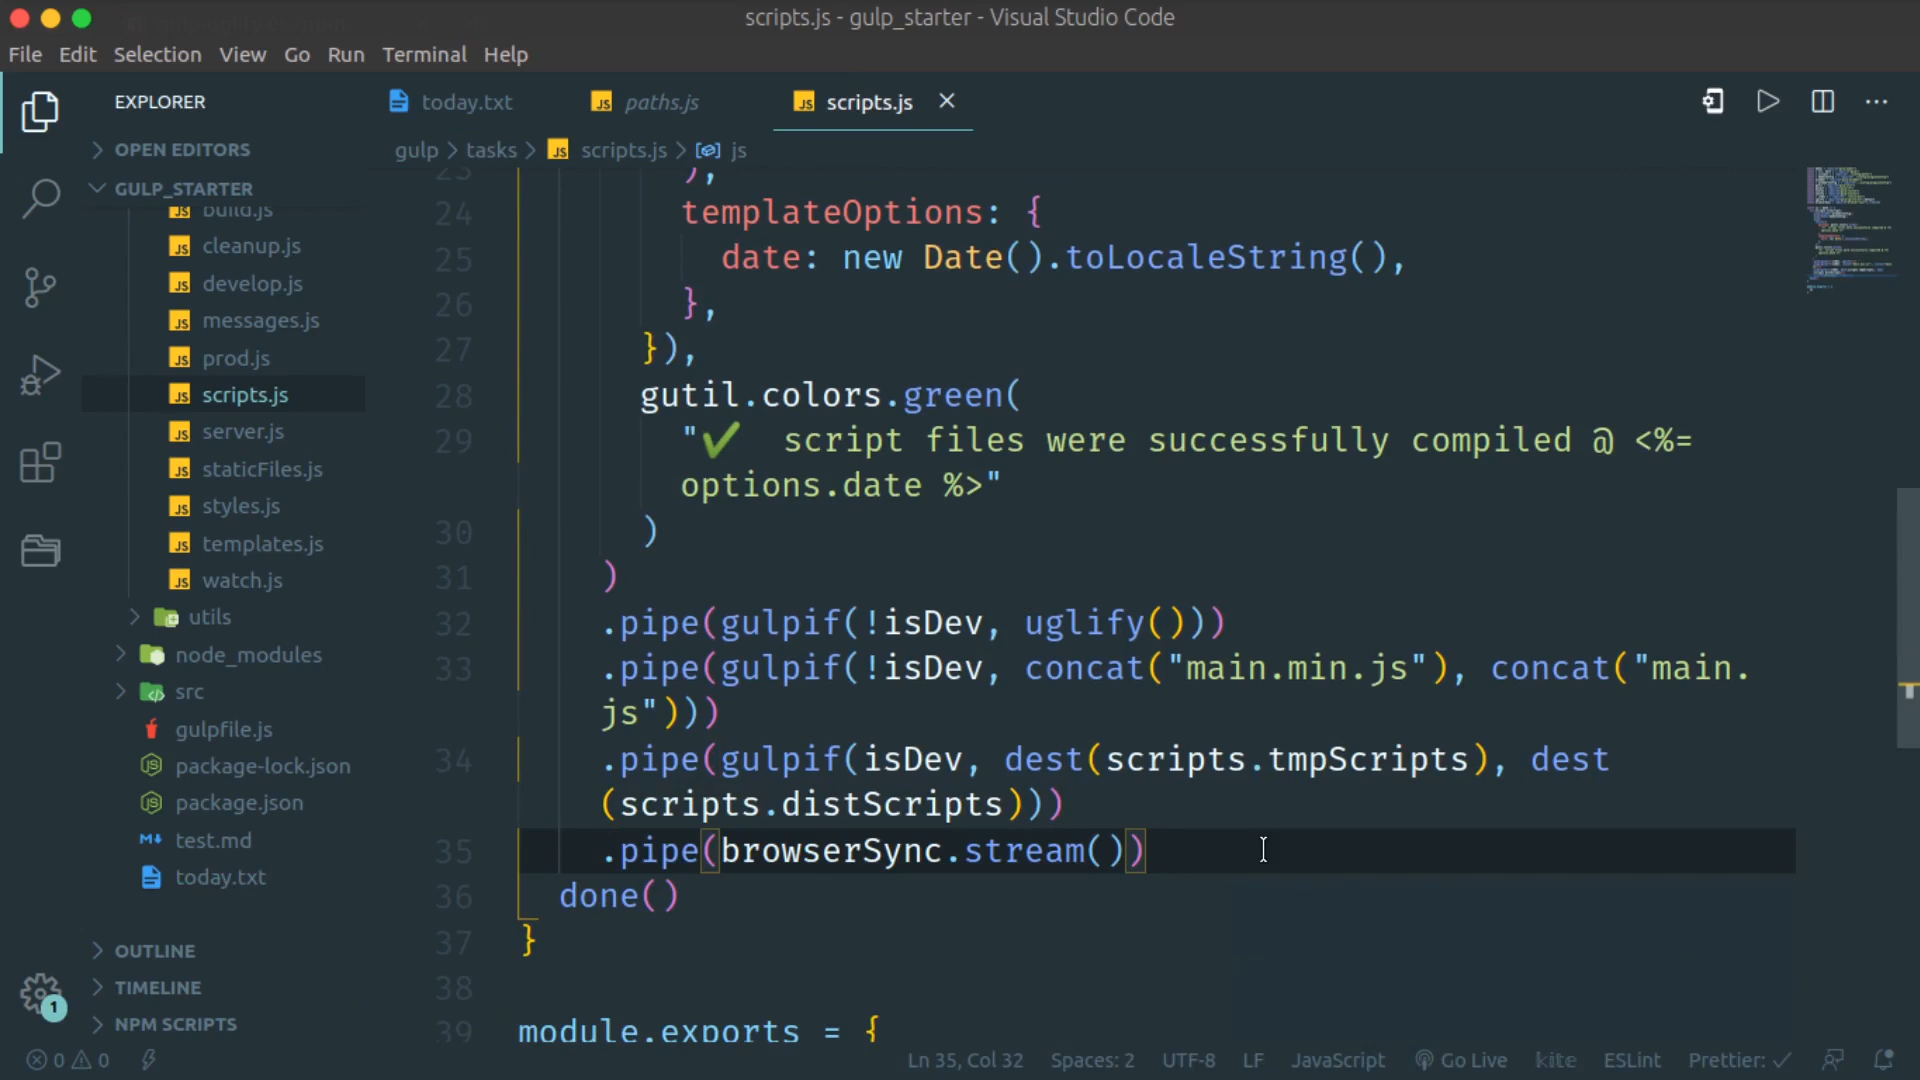 scripts.js - gulp_starter - Visual Studio Code
File Edit Selection View Go Run Terminal Help
EXPLORER
OPEN EDITORS
GULP_STARTER
build.js
cleanup.js
develop.js
messages.js
prod.js
scripts.js
server.js
staticFiles.js
styles.js
templates.js
watch.js
utils
node_modules
src
gulpfile.js
package-lock.json
package.json
test.md
today.txt
OUTLINE
TIMELINE
NPM SCRIPTS
today.txt paths.js scripts.js
gulp > tasks > scripts.js > js
23 ),
24 templateOptions: {
25 date: new Date().toLocaleString(),
26 },
27 }),
28 gutil.colors.green(
29 "✔ script files were successfully compiled @ <%=
options.date %>"
30 )
31 )
32 .pipe(gulpif(!isDev, uglify()))
33 .pipe(gulpif(!isDev, concat("main.min.js"), concat("main.
js")))
34 .pipe(gulpif(isDev, dest(scripts.tmpScripts), dest
(scripts.distScripts)))
35 .pipe(browserSync.stream())
36 done()
37 }
38
39 module.exports = {
1
0 0 Ln 35, Col 32 Spaces: 2 UTF-8 LF JavaScript Go Live kite ESLint Prettier: ✓